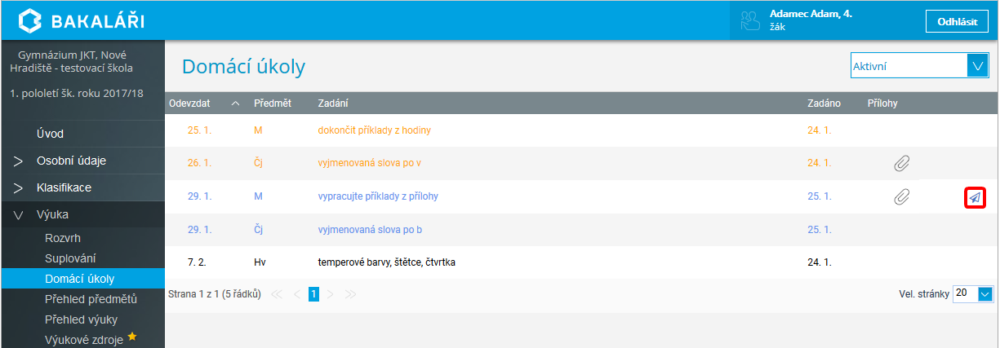 BAKALÁŘI
Adamec Adam, 4.
žák
Odhlásit
Gymnázium JKT, Nové
Hradiště - testovací škola
1. pololetí šk. roku 2017/18
Úvod
Osobní údaje
Klasifikace
Výuka
Rozvrh
Suplování
Domácí úkoly
Přehled předmětů
Přehled výuky
Výukové zdroje
Domácí úkoly
Aktivní
Odevzdat Předmět Zadání Zadáno Přílohy
25. 1. M dokončit příklady z hodiny 24. 1.
26. 1. Čj vyjmenovaná slova po v 24. 1.
29. 1. M vypracujte příklady z přílohy 25. 1.
29. 1. Čj vyjmenovaná slova po b 25. 1.
7. 2. Hv temperové barvy, štětce, čtvrtka 24. 1.
Strana 1 z 1 (5 řádků) 1 Vel. stránky 20